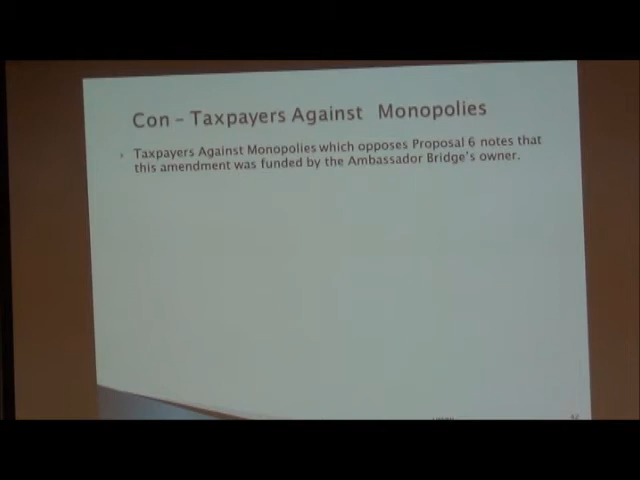 Con – Taxpayers Against Monopolies
Taxpayers Against Monopolies which opposes Proposal 6 notes that
this amendment was funded by the Ambassador Bridge's owner.